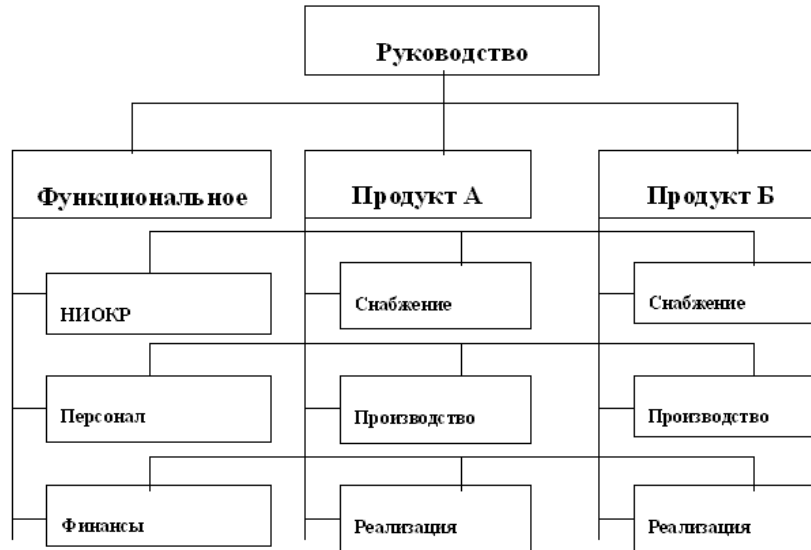 Руководство
Функциональное
Продукт А
Продукт Б
НИОКР
Снабжение
Снабжение
Персонал
Производство
Производство
Финансы
Реализация
Реализация